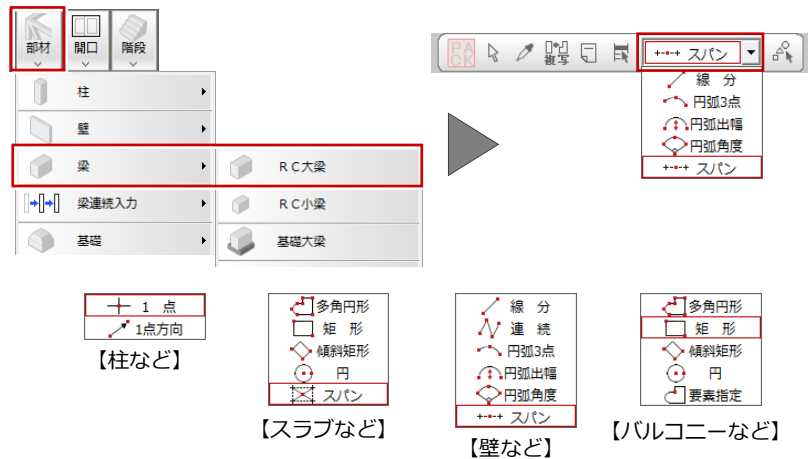 部材
開口
階段
柱
壁
梁
ＲＣ大梁
梁連続入力
ＲＣ小梁
基礎
基礎大梁
PACK
複写
スパン
線　分
円弧3点
円弧出幅
円弧角度
スパン
1　点
1点方向
【柱など】
多角円形
矩　形
傾斜矩形
円
スパン
【スラブなど】
線　分
連　続
円弧3点
円弧出幅
円弧角度
スパン
【壁など】
多角円形
矩　形
傾斜矩形
円
要素指定
【バルコニーなど】